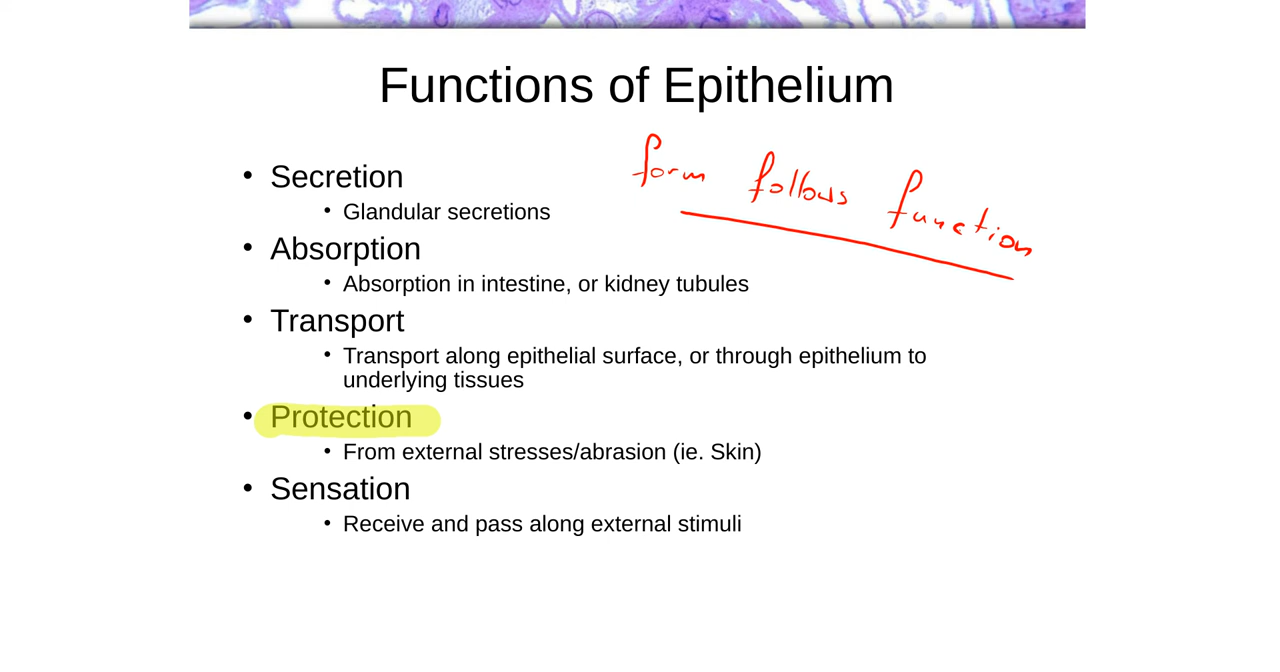 Functions of Epithelium
form follows function
• Secretion
• Glandular secretions
• Absorption
• Absorption in intestine, or kidney tubules
• Transport
• Transport along epithelial surface, or through epithelium to
underlying tissues
• Protection
• From external stresses/abrasion (ie. Skin)
• Sensation
• Receive and pass along external stimuli